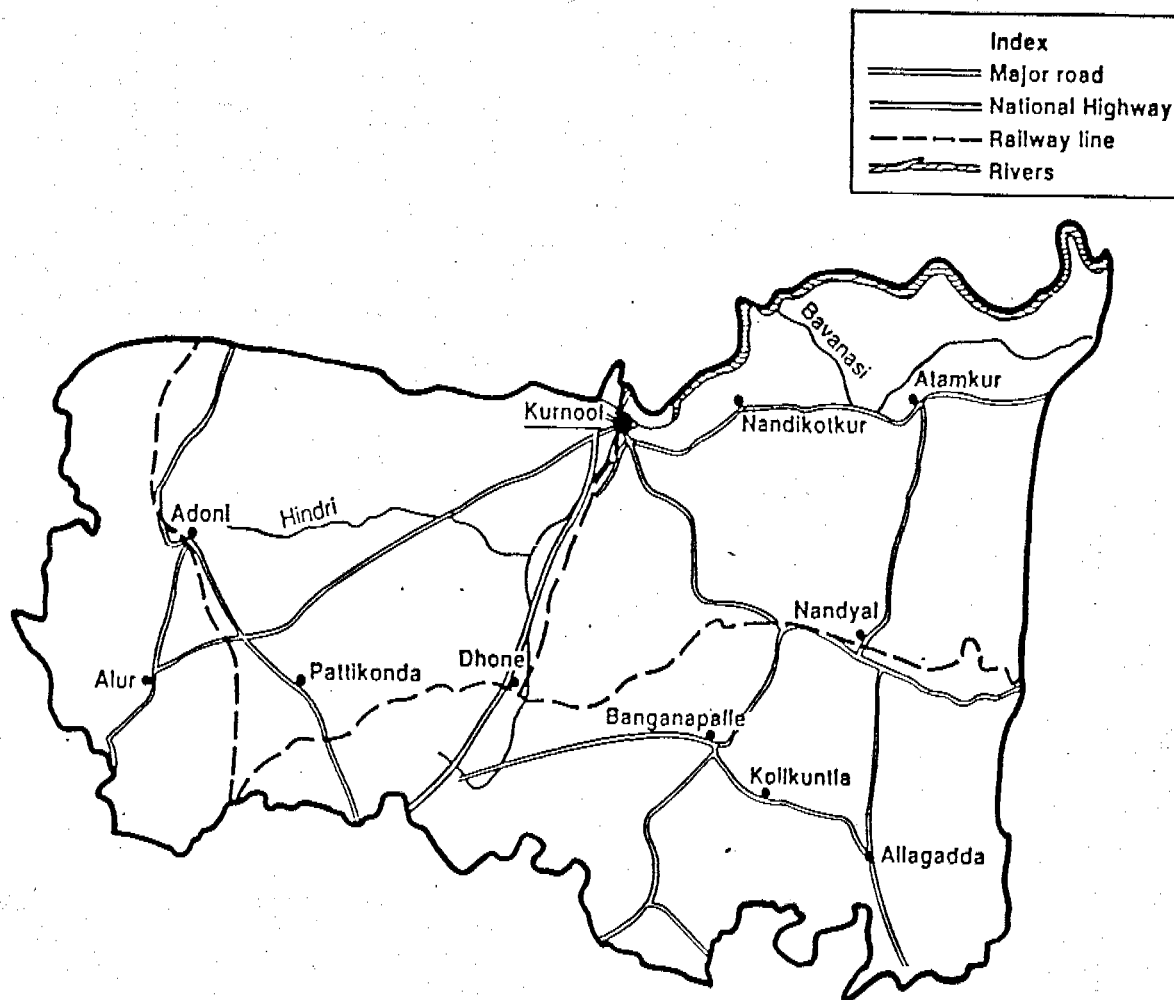 Index
Major road
National Highway
Railway line
Rivers
Bavanasi
Atamkur
Kurnool
Nandikotkur
Adoni
Hindri
Nandyal
Alur
Pattikonda
Dhone
Banganapalle
Kolikuntla
Allagadda